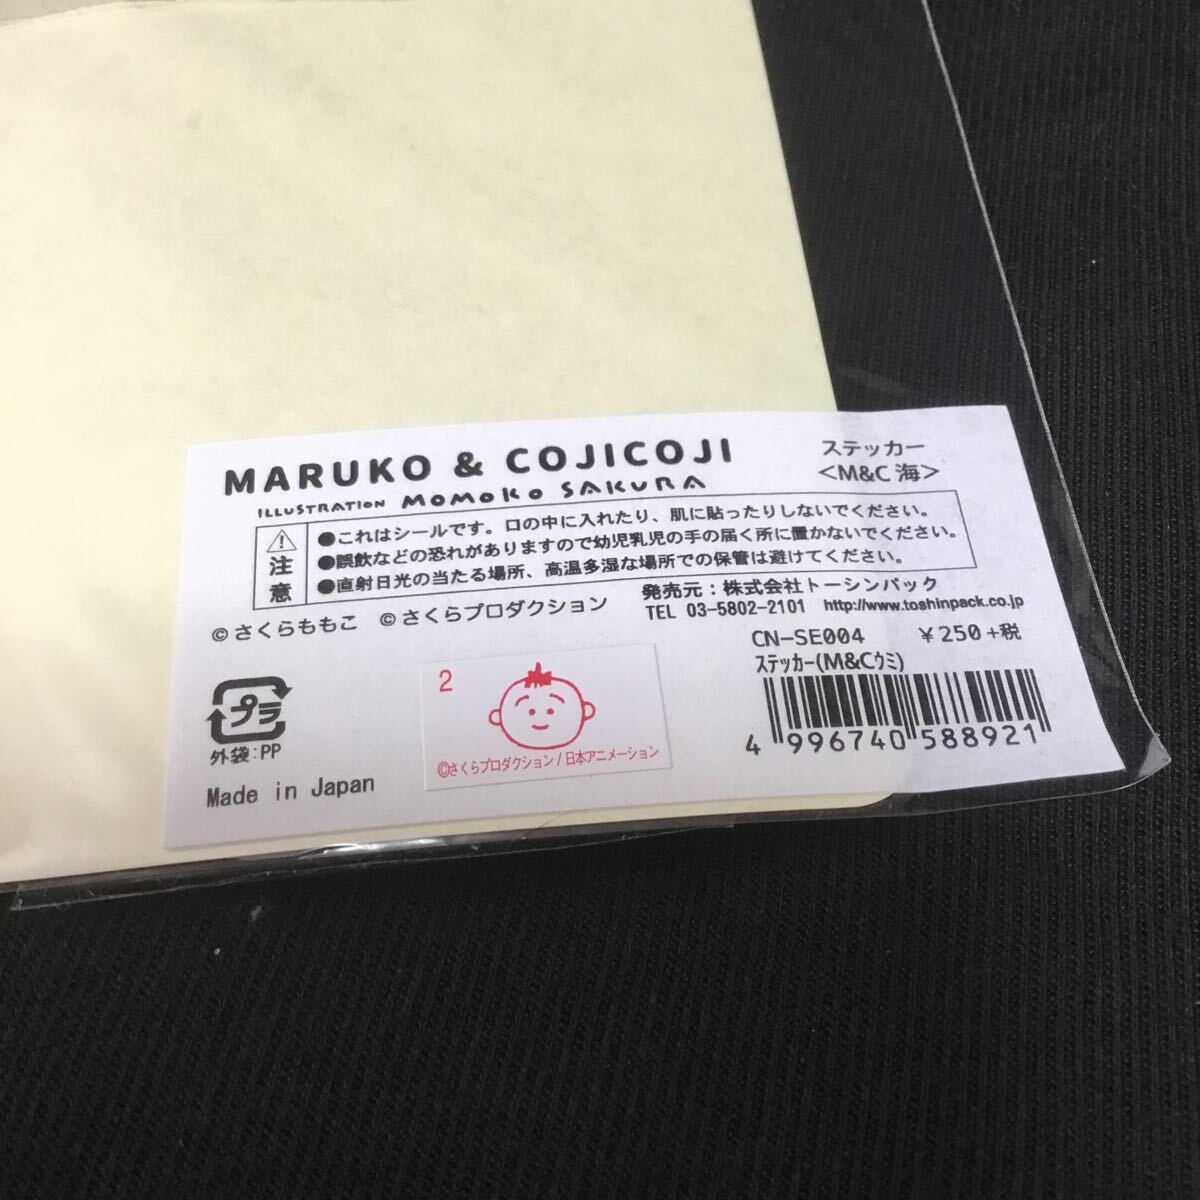 MARUKO & COJICOJI
ILLUSTRATION MOMOKO SAKURA
ステッカー
<M&C 海>
注意
●これはシールです。口の中に入れたり、肌に貼ったりしないでください。
●誤飲などの恐れがありますので幼児乳児の手の届く所に置かないでください。
●直射日光の当たる場所、高温多湿な場所での保管は避けてください。
©さくらももこ ©さくらプロダクション
発売元：株式会社トーシンパック
TEL 03-5802-2101 http://www.toshinpack.co.jp
CN-SE004 ￥250+税
ステッカー(M&Cウミ)
4 996740 588921
プラ
外袋:PP
Made in Japan
2
©さくらプロダクション/日本アニメーション